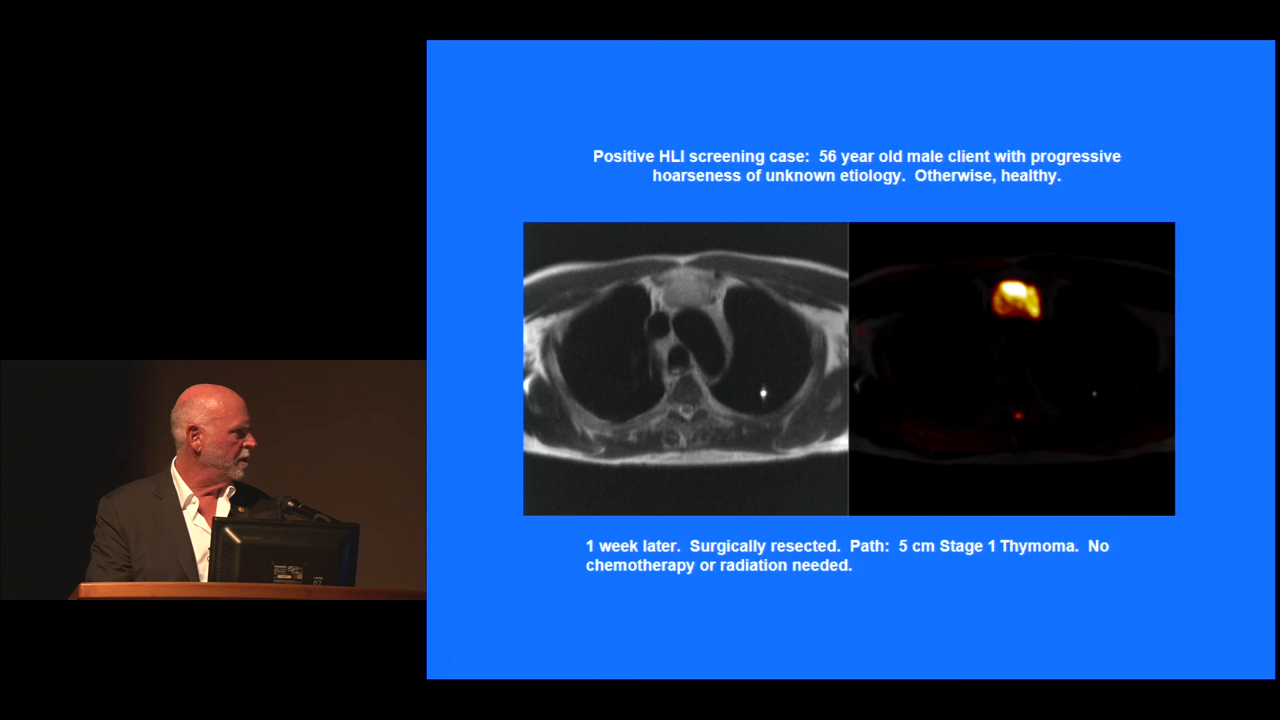 Positive HLI screening case:  56 year old male client with progressive
hoarseness of unknown etiology.  Otherwise, healthy.
1 week later.  Surgically resected.  Path:  5 cm Stage 1 Thymoma.  No
chemotherapy or radiation needed.